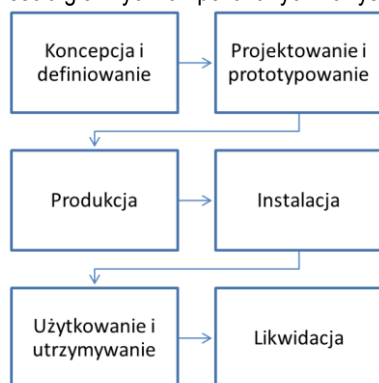 Koncepcja i
definiowanie
Projektowanie i
prototypowanie
Produkcja
Instalacja
Użytkowanie i
utrzymywanie
Likwidacja